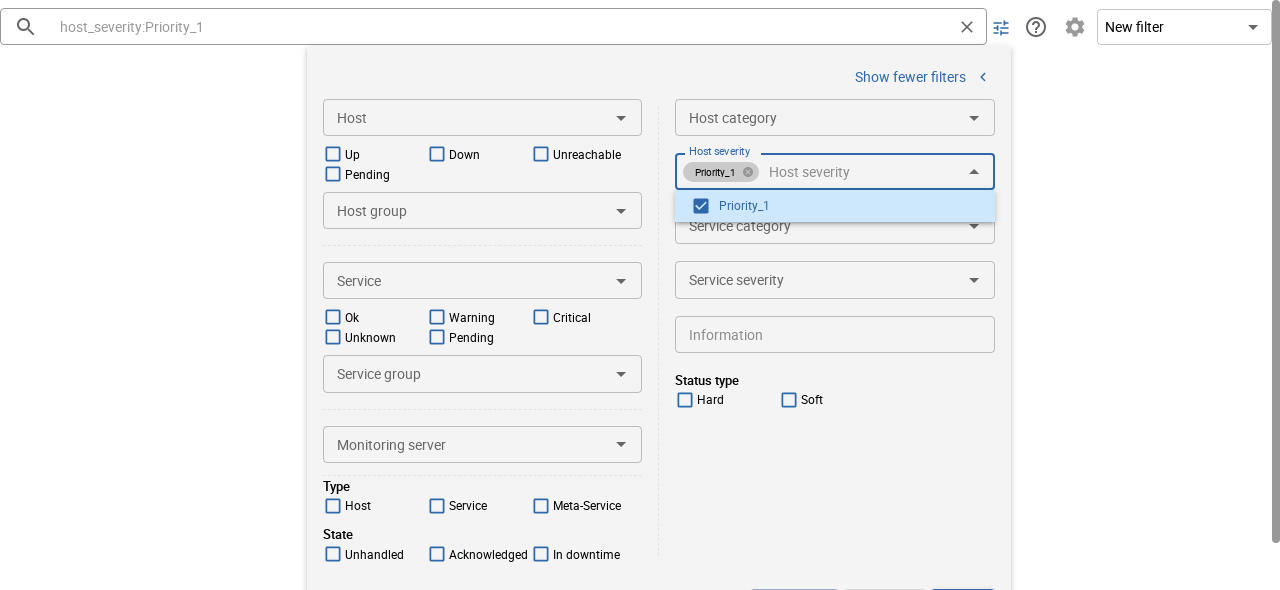 host_severity:Priority_1
New filter
Show fewer filters
Host
Up
Down
Unreachable
Pending
Host group
Service
Ok
Warning
Critical
Unknown
Pending
Service group
Monitoring server
Type
Host
Service
Meta-Service
State
Unhandled
Acknowledged
In downtime
Host category
Host severity
Priority_1
Host severity
Priority_1
Service category
Service severity
Information
Status type
Hard
Soft